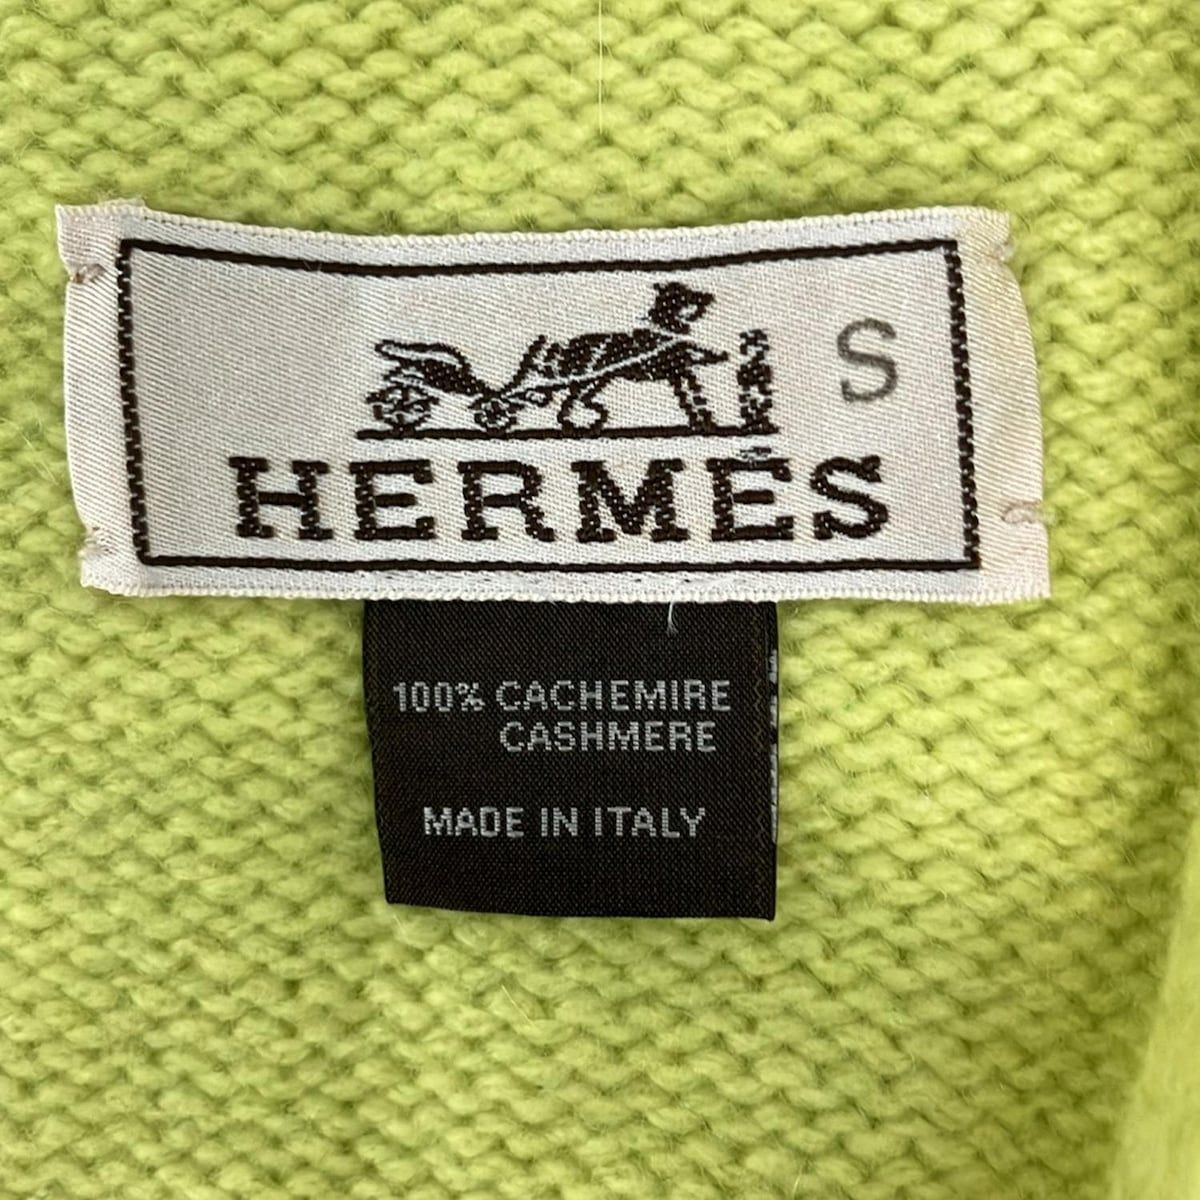 S
HERMÈS
100% CACHEMIRE
CASHMERE
MADE IN ITALY